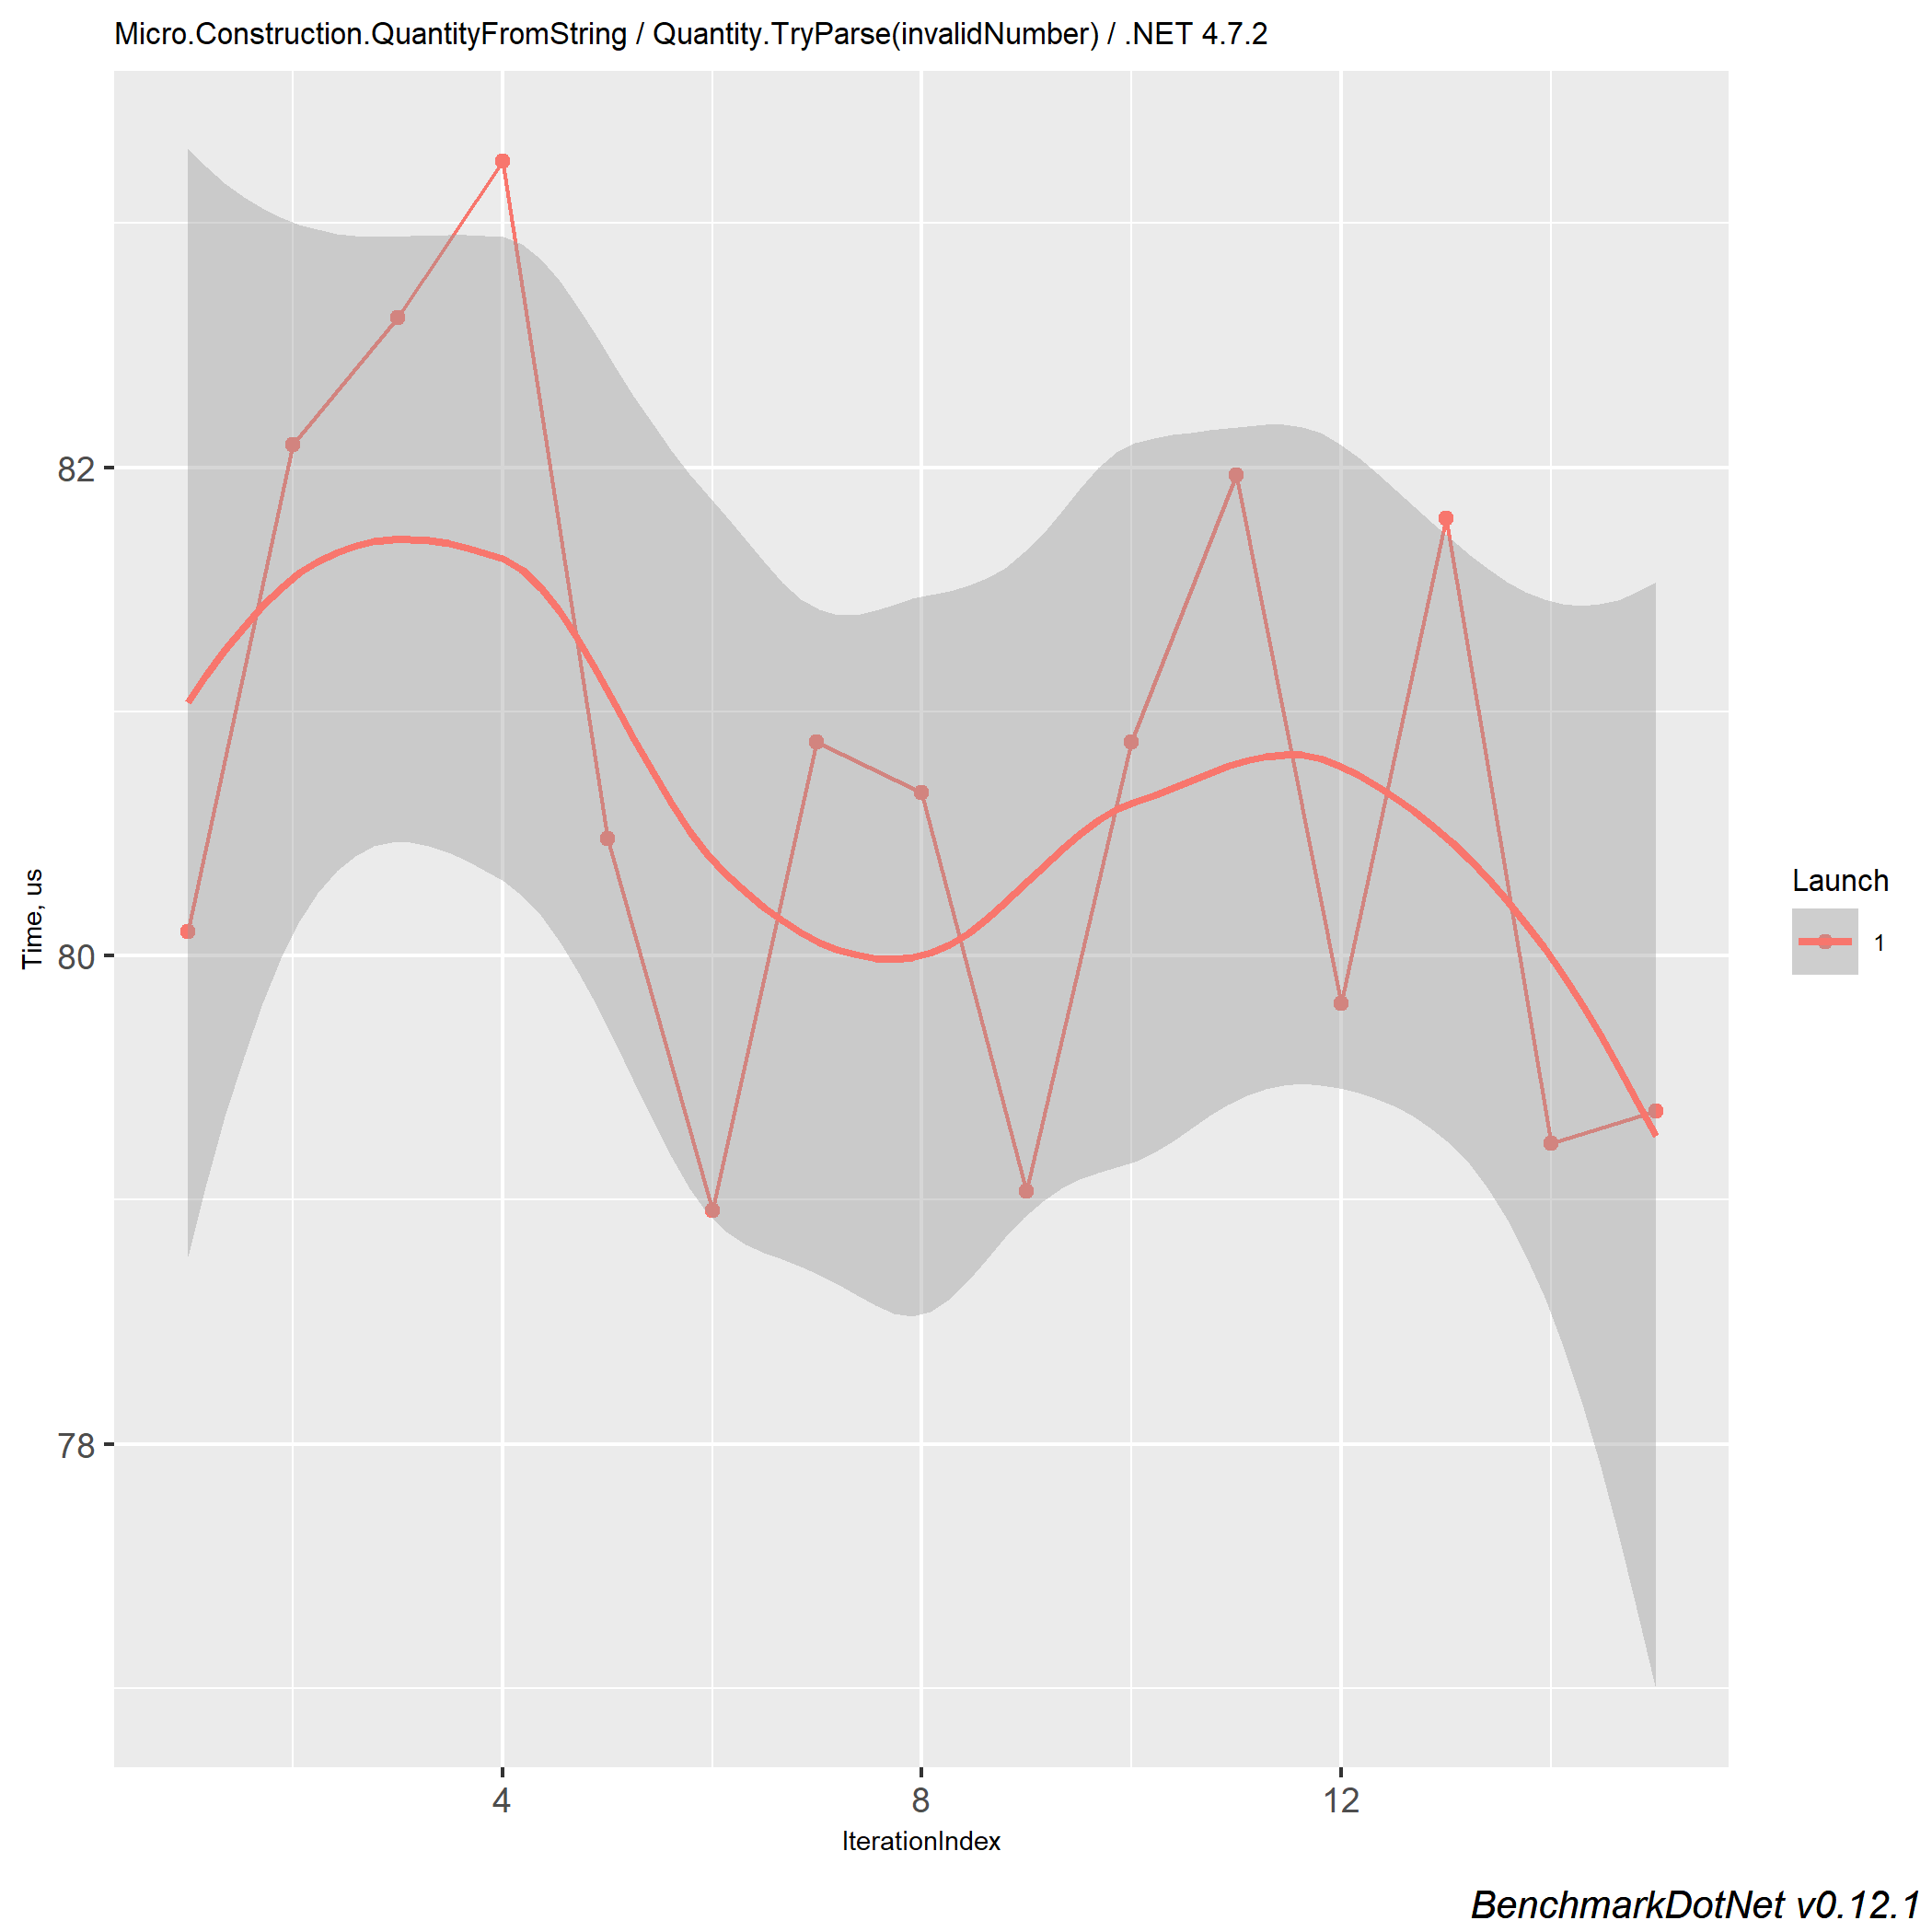 Micro.Construction.QuantityFromString / Quantity.TryParse(invalidNumber) / .NET 4.7.2
82
80
78
Time, us
4
8
12
IterationIndex
Launch
1
BenchmarkDotNet v0.12.1